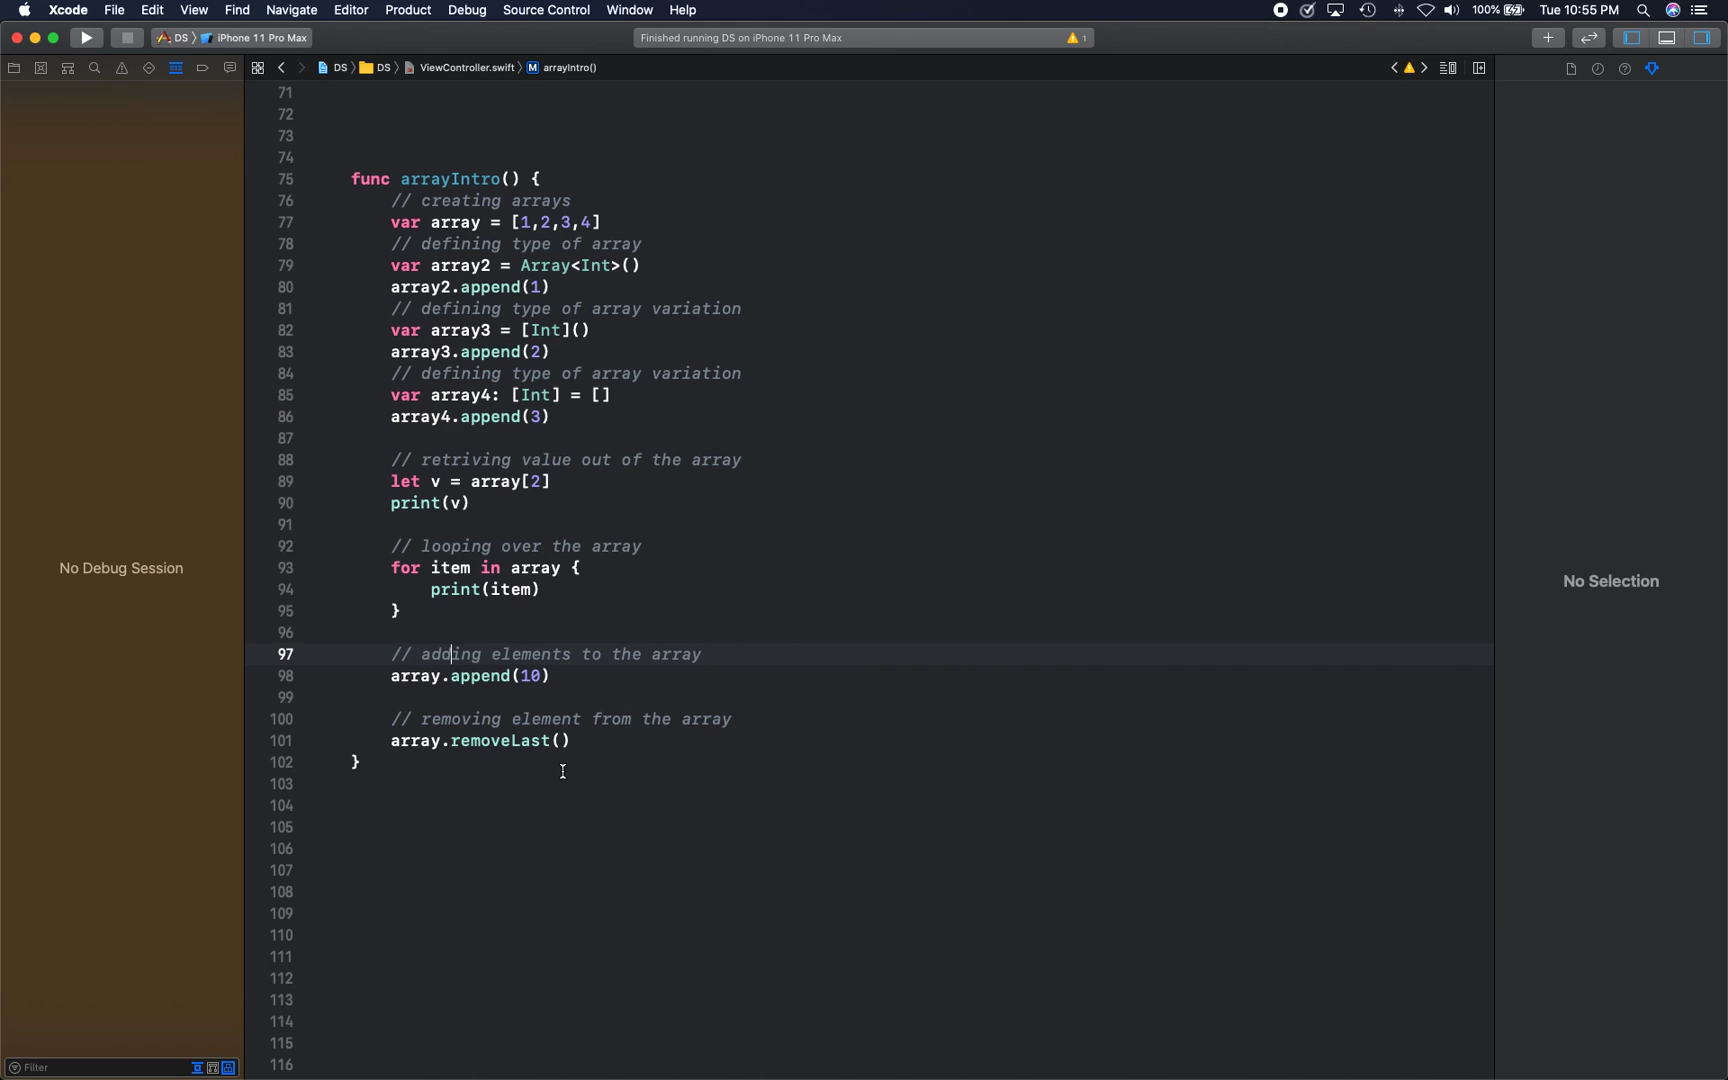 Xcode File Edit View Find Navigate Editor Product Debug Source Control Window Help 100% Tue 10:55 PM
DS iPhone 11 Pro Max Finished running DS on iPhone 11 Pro Max 1
DS DS ViewController.swift M arrayIntro()
71
72
73
74
75 func arrayIntro() {
76 // creating arrays
77 var array = [1,2,3,4]
78 // defining type of array
79 var array2 = Array<Int>()
80 array2.append(1)
81 // defining type of array variation
82 var array3 = [Int]()
83 array3.append(2)
84 // defining type of array variation
85 var array4: [Int] = []
86 array4.append(3)
87
88 // retriving value out of the array
89 let v = array[2]
90 print(v)
91
92 // looping over the array
93 for item in array {
94 print(item)
95 }
96
97 // adding elements to the array
98 array.append(10)
99
100 // removing element from the array
101 array.removeLast()
102 }
103
104
105
106
107
108
109
110
111
112
113
114
115
116
No Debug Session
No Selection
Filter